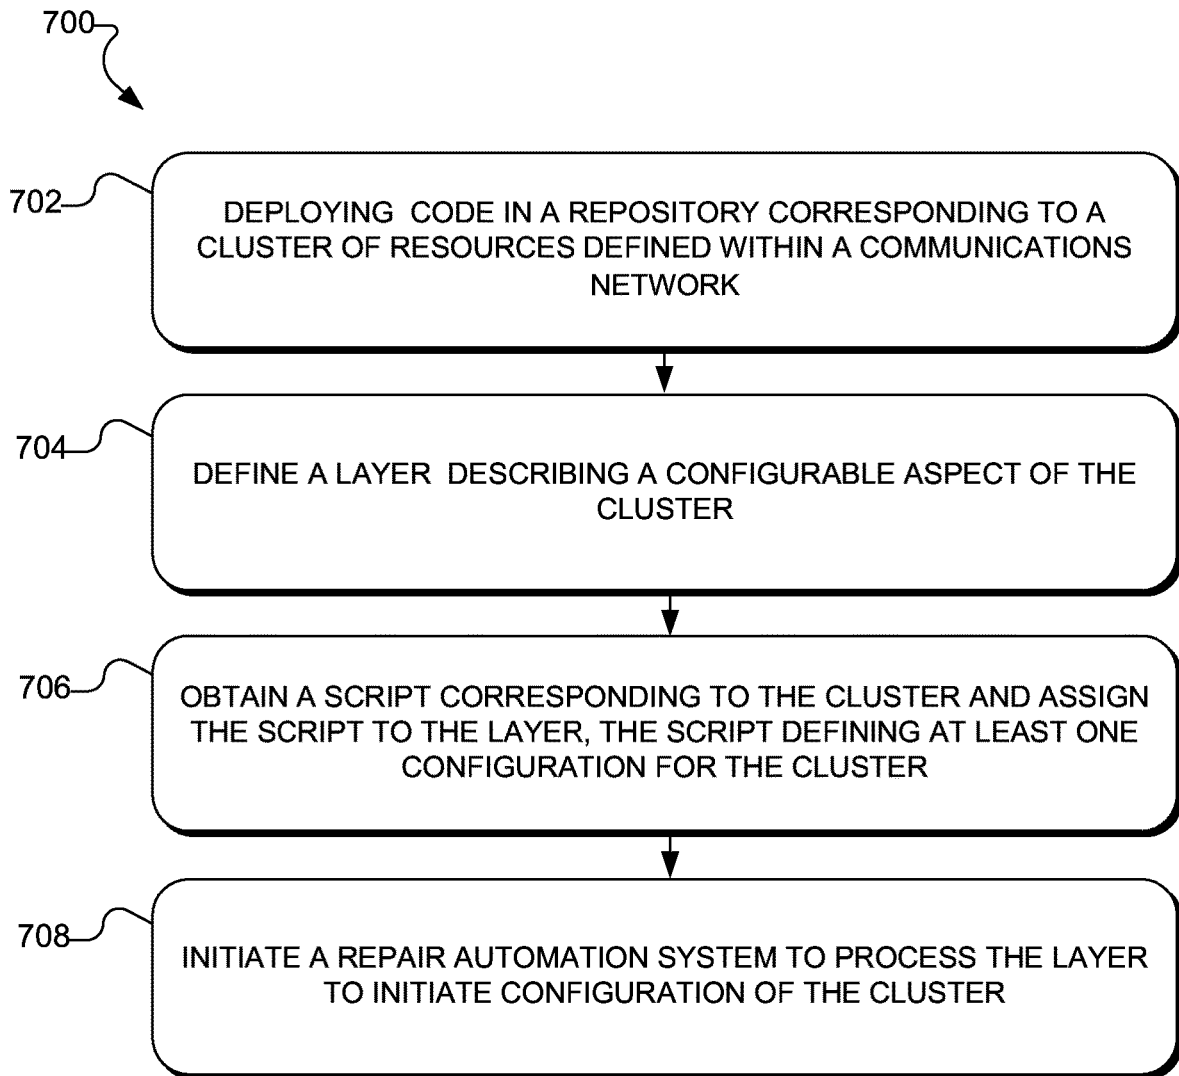 700
702
DEPLOYING CODE IN A REPOSITORY CORRESPONDING TO A
CLUSTER OF RESOURCES DEFINED WITHIN A COMMUNICATIONS
NETWORK
704
DEFINE A LAYER DESCRIBING A CONFIGURABLE ASPECT OF THE
CLUSTER
706
OBTAIN A SCRIPT CORRESPONDING TO THE CLUSTER AND ASSIGN
THE SCRIPT TO THE LAYER, THE SCRIPT DEFINING AT LEAST ONE
CONFIGURATION FOR THE CLUSTER
708
INITIATE A REPAIR AUTOMATION SYSTEM TO PROCESS THE LAYER
TO INITIATE CONFIGURATION OF THE CLUSTER